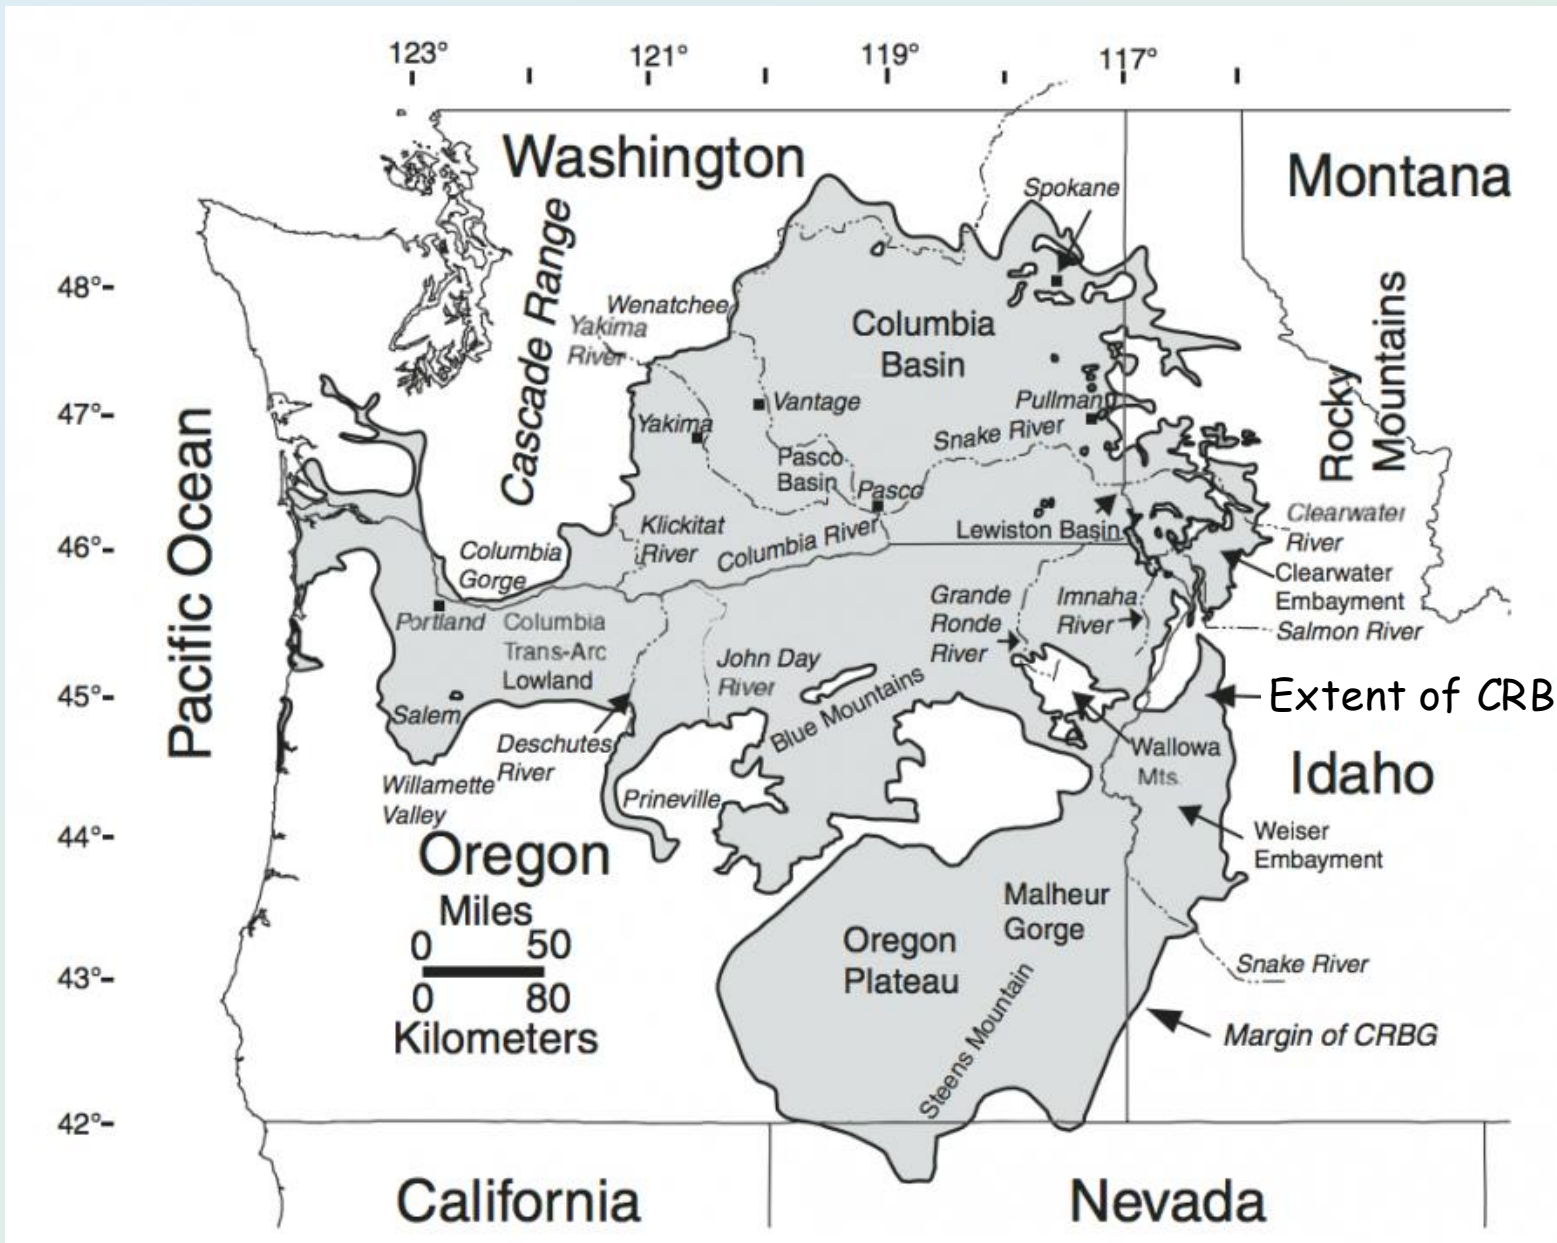 123°
121°
119°
117°
Washington
Montana
Spokane
48°-
Cascade Range
Wenatchee
Yakima
River
Columbia
Basin
Rocky
Mountains
47°-
Vantage
Pullman
Yakima
Snake River
Pasco
Basin
Pasco
Pacific Ocean
Klickitat
River
Columbia River
Lewiston Basin
Clearwater
River
46°-
Columbia
Gorge
Clearwater
Embayment
Grande
Ronde
River
Imnaha
River
Salmon River
Portland
Columbia
Trans-Arc
Lowland
John Day
River
45°-
Extent of CRB
Salem
Blue Mountains
Deschutes
River
Wallowa
Mts.
Idaho
Willamette
Valley
Prineville
44°-
Weiser
Embayment
Oregon
Miles
0 50
0 80
Kilometers
Malheur
Gorge
Oregon
Plateau
43°-
Snake River
Steens Mountain
Margin of CRBG
42°-
California
Nevada